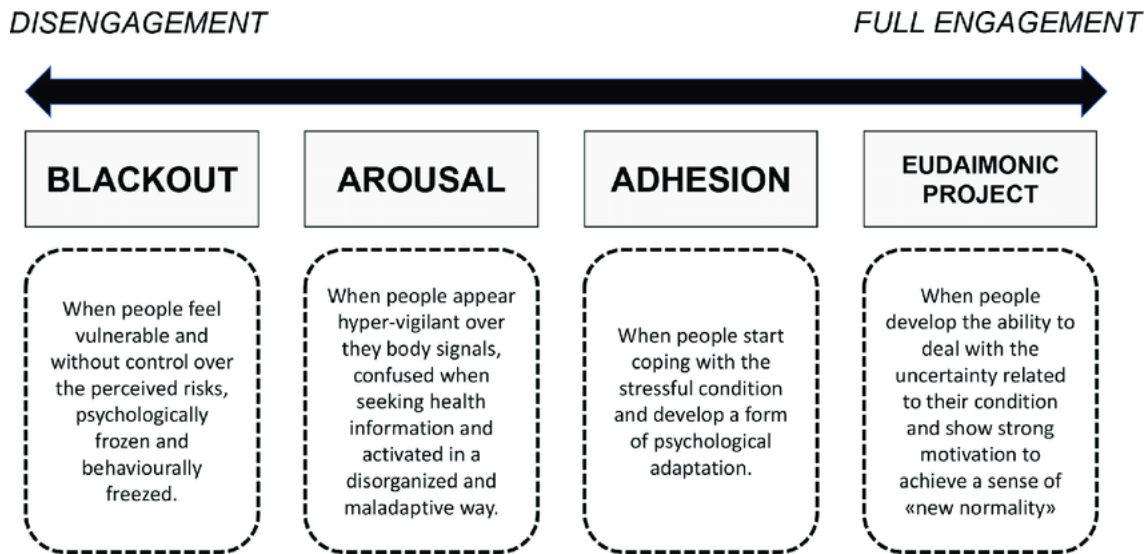 DISENGAGEMENT
FULL ENGAGEMENT
BLACKOUT
AROUSAL
ADHESION
EUDAIMONIC
PROJECT
When people feel
vulnerable and
without control over
the perceived risks,
psychologically
frozen and
behaviourally
freezed.
When people appear
hyper-vigilant over
they body signals,
confused when
seeking health
information and
activated in a
disorganized and
maladaptive way.
When people start
coping with the
stressful condition
and develop a form
of psychological
adaptation.
When people
develop the ability to
deal with the
uncertainty related
to their condition
and show strong
motivation to
achieve a sense of
«new normality»